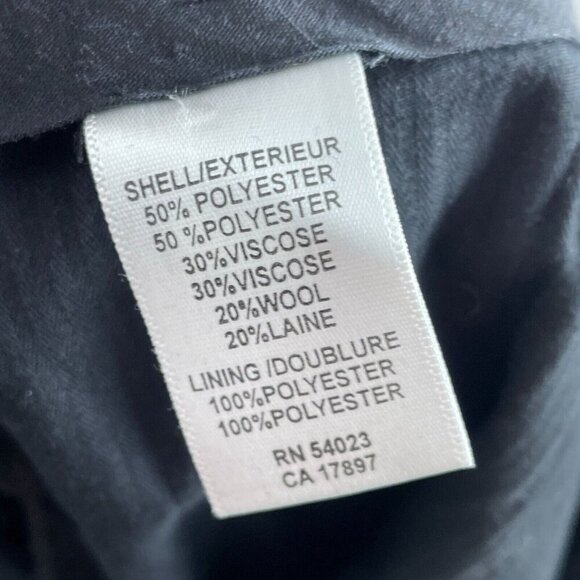 SHELL/EXTERIEUR
50% POLYESTER
50 %POLYESTER
30%VISCOSE
30%VISCOSE
20%WOOL
20%LAINE
LINING /DOUBLURE
100%POLYESTER
100%POLYESTER
RN 54023
CA 17897